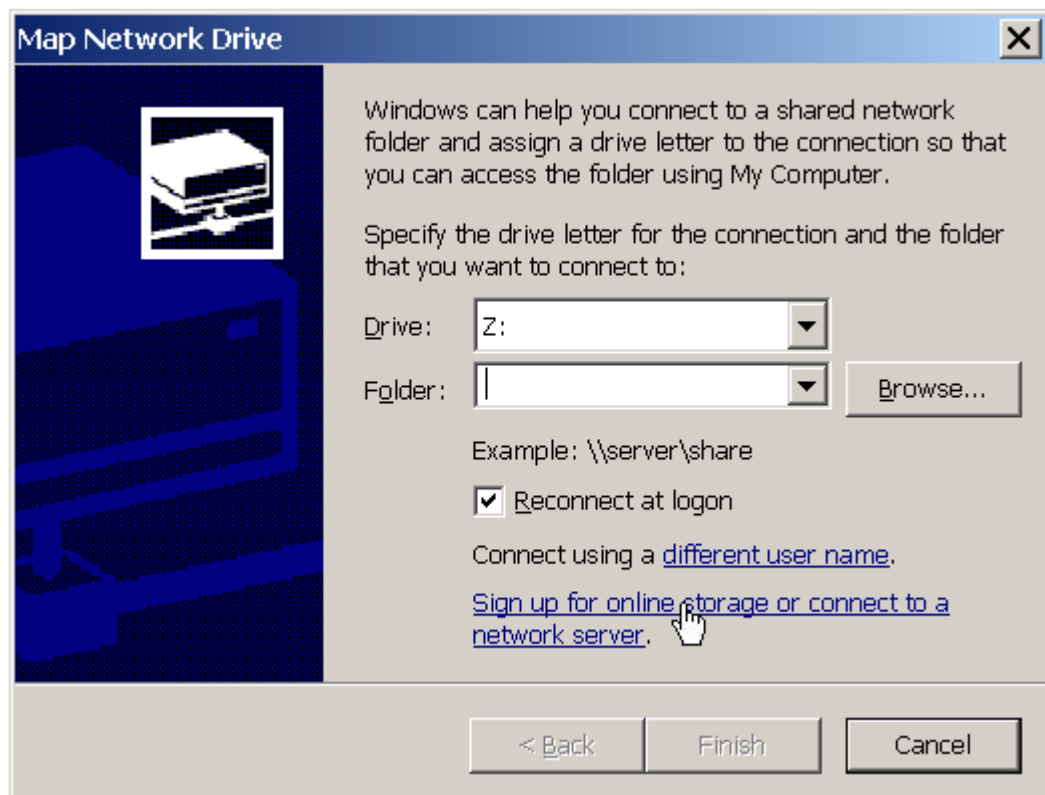 Map Network Drive
Windows can help you connect to a shared network
folder and assign a drive letter to the connection so that
you can access the folder using My Computer.
Specify the drive letter for the connection and the folder
that you want to connect to:
Drive: Z:
Folder: Browse...
Example: \\server\share
Reconnect at logon
Connect using a different user name.
Sign up for online storage or connect to a
network server.
< Back Finish Cancel